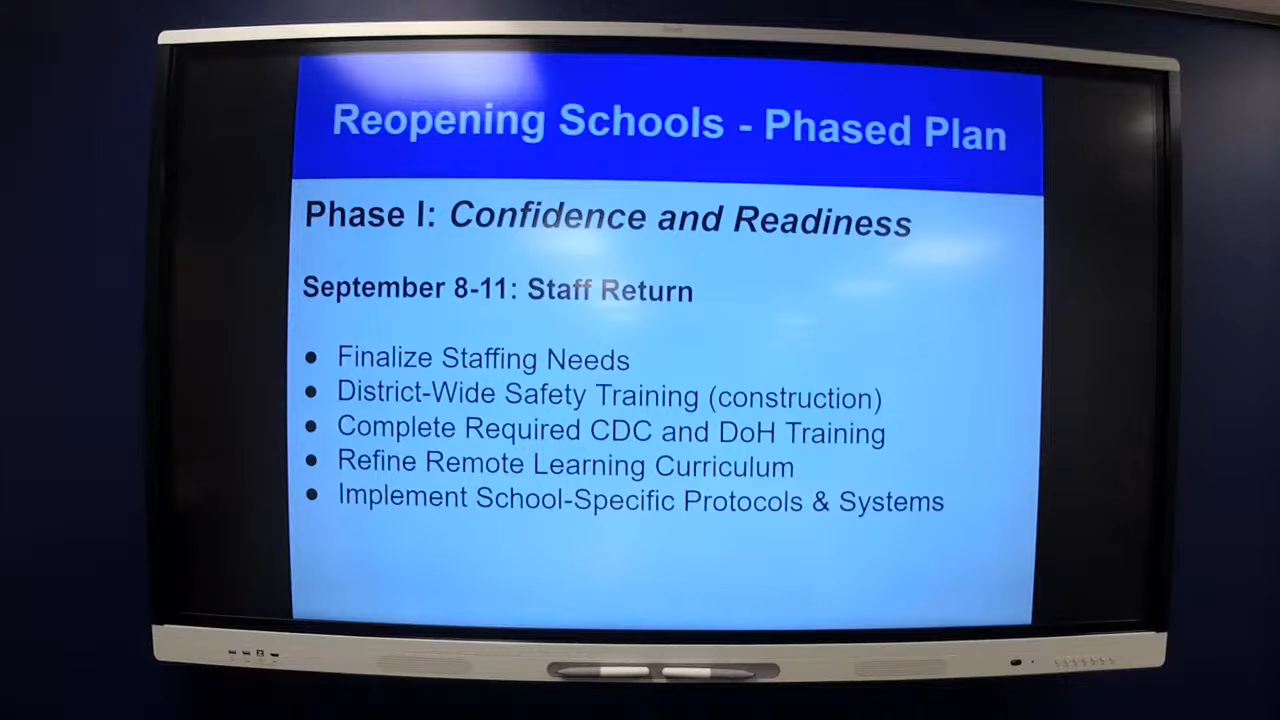 Reopening Schools - Phased Plan
Phase I: Confidence and Readiness
September 8-11: Staff Return
● Finalize Staffing Needs
● District-Wide Safety Training (construction)
● Complete Required CDC and DoH Training
● Refine Remote Learning Curriculum
● Implement School-Specific Protocols & Systems